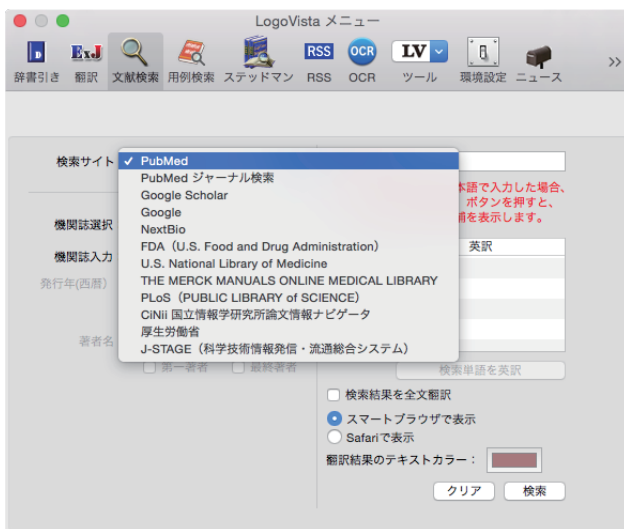 LogoVista メニュー
辞書引き 翻訳 文献検索 用例検索 ステッドマン RSS OCR ツール 環境設定 ニュース
検索サイト ✓ PubMed
PubMed ジャーナル検索
Google Scholar
Google
NextBio
FDA（U.S. Food and Drug Administration）
U.S. National Library of Medicine
THE MERCK MANUALS ONLINE MEDICAL LIBRARY
PLoS（PUBLIC LIBRARY of SCIENCE）
CiNii 国立情報学研究所論文情報ナビゲータ
厚生労働省
J-STAGE（科学技術情報発信・流通総合システム）
本語で入力した場合、
ボタンを押すと、
補を表示します。
機関誌選択
機関誌入力
英訳
発行年(西暦)
著者名
第一著者 最終著者
検索単語を英訳
検索結果を全文翻訳
スマートブラウザで表示
Safariで表示
翻訳結果のテキストカラー：
クリア 検索